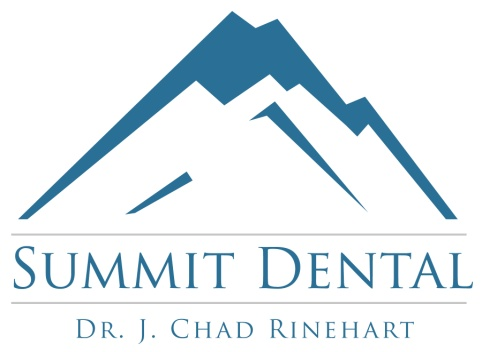 SUMMIT DENTAL
DR. J. CHAD RINEHART